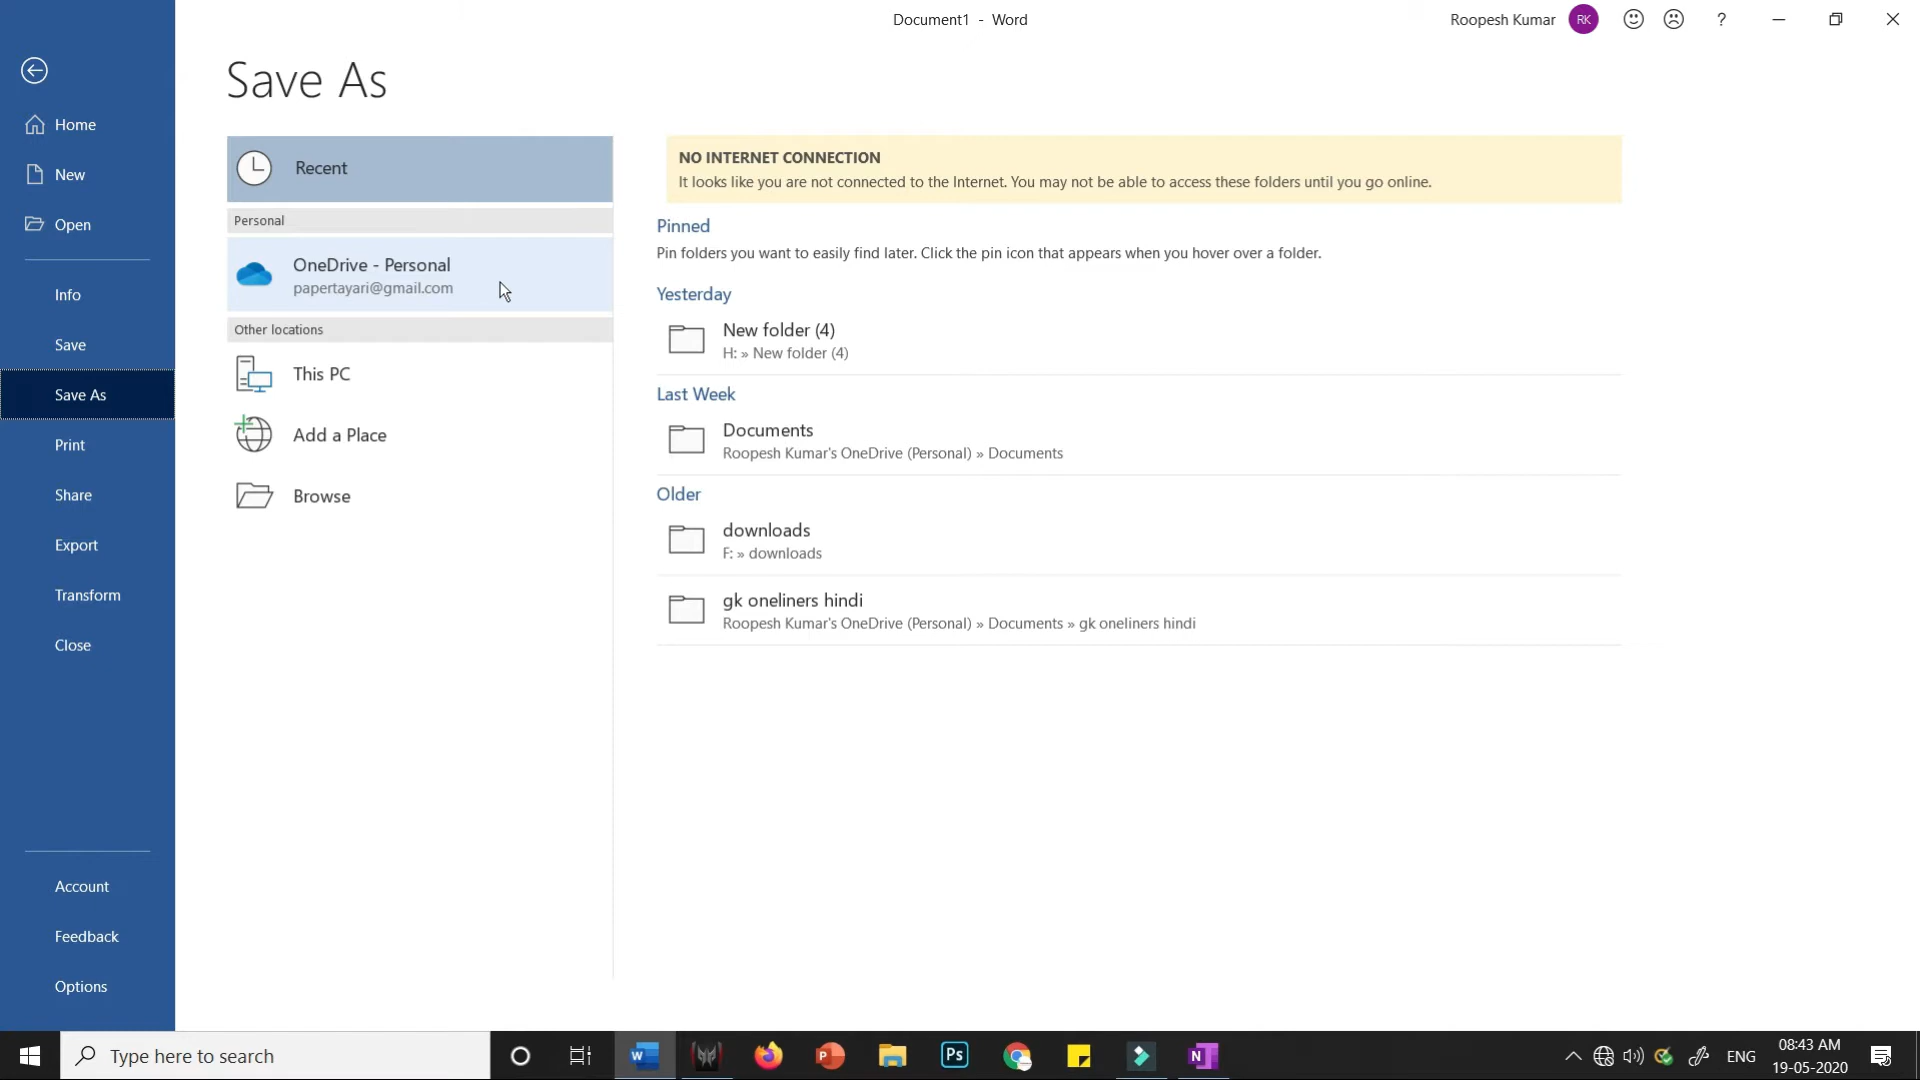 Document1 - Word
Roopesh Kumar RK ?
Save As
Home
New
Open
Info
Save
Save As
Print
Share
Export
Transform
Close
Account
Feedback
Options
Recent
Personal
OneDrive - Personal
papertayari@gmail.com
Other locations
This PC
Add a Place
Browse
NO INTERNET CONNECTION
It looks like you are not connected to the Internet. You may not be able to access these folders until you go online.
Pinned
Pin folders you want to easily find later. Click the pin icon that appears when you hover over a folder.
Yesterday
New folder (4)
H: » New folder (4)
Last Week
Documents
Roopesh Kumar's OneDrive (Personal) » Documents
Older
downloads
F: » downloads
gk oneliners hindi
Roopesh Kumar's OneDrive (Personal) » Documents » gk oneliners hindi
Type here to search
W
P
Ps
N
ENG
08:43 AM
19-05-2020